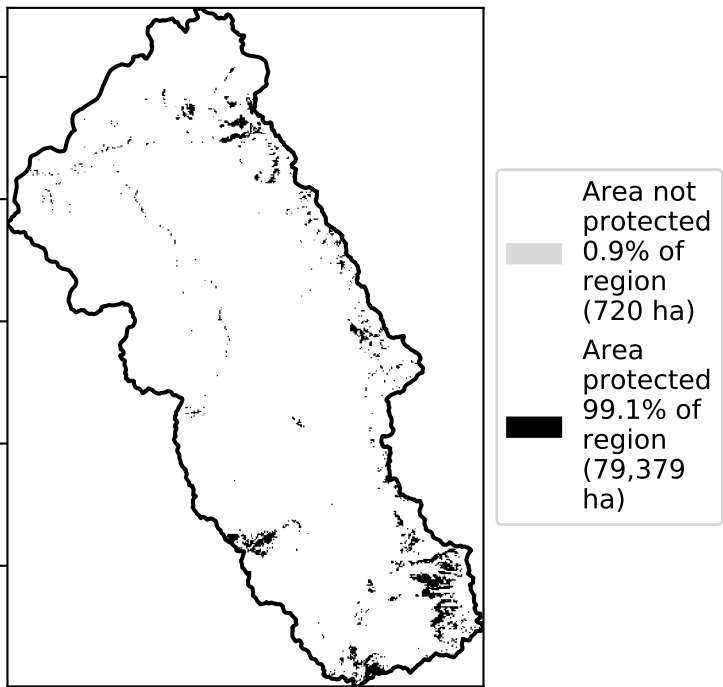 Area not
protected
0.9% of
region
(720 ha)
Area
protected
99.1% of
region
(79,379
ha)